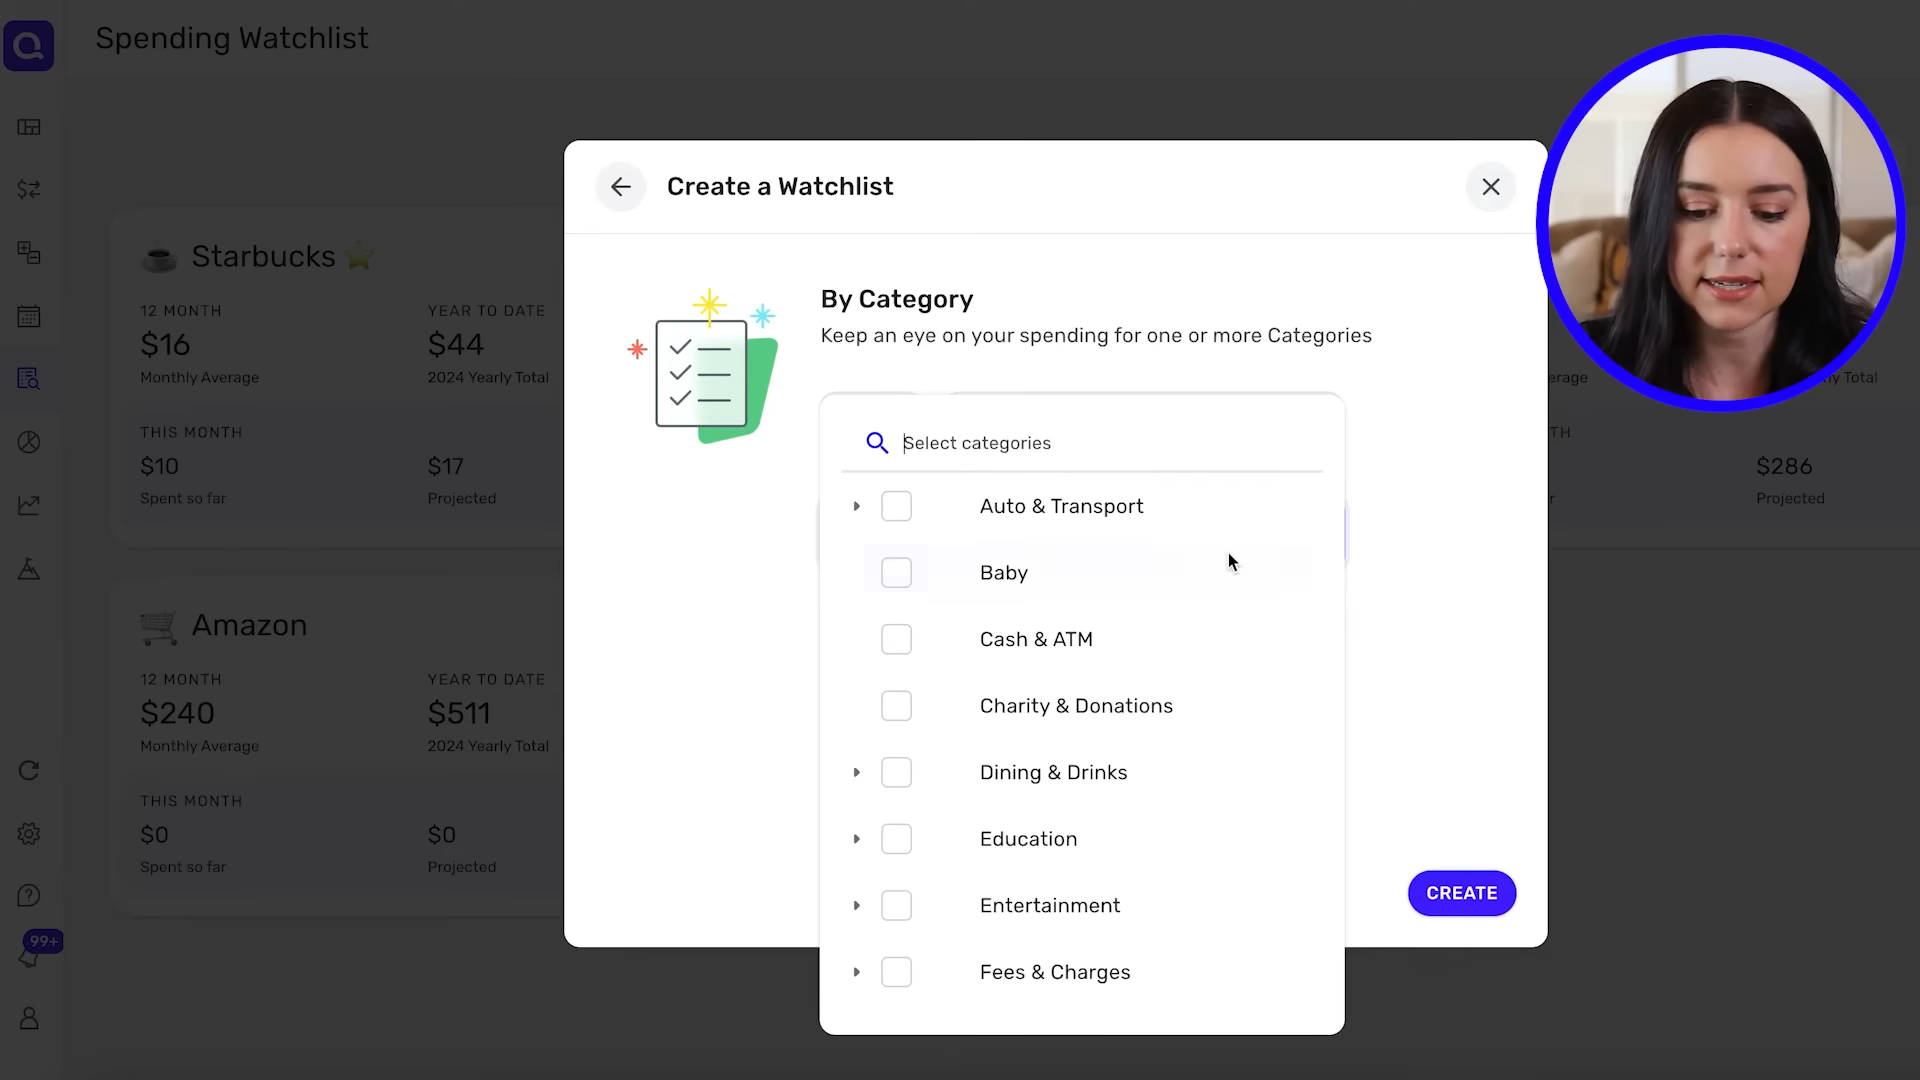 Spending Watchlist
Create a Watchlist
By Category
Keep an eye on your spending for one or more Categories
Select categories
Auto & Transport
Baby
Cash & ATM
Charity & Donations
Dining & Drinks
Education
Entertainment
Fees & Charges
CREATE
Starbucks
12 MONTH
YEAR TO DATE
$16
$44
Monthly Average
2024 Yearly Total
THIS MONTH
$10
$17
Spent so far
Projected
Amazon
12 MONTH
YEAR TO DATE
$240
$511
Monthly Average
2024 Yearly Total
THIS MONTH
$0
$0
Spent so far
Projected
Total
$286
Projected
99+